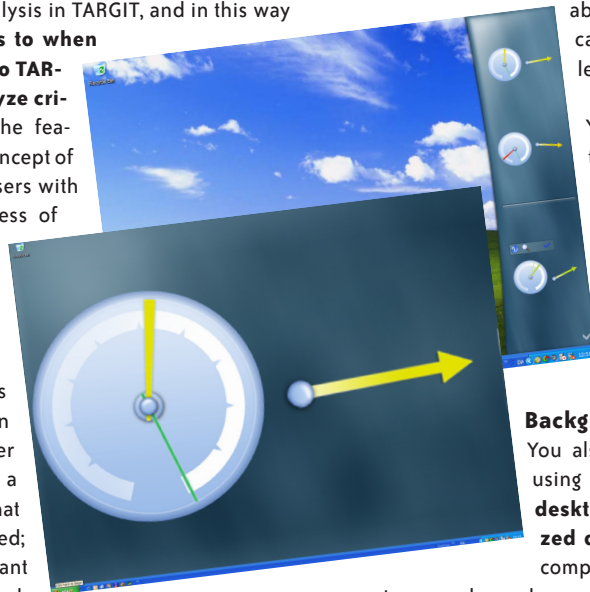 lysis in TARGIT, and in this way
s to when
o TAR-
yze cri-
he fea-
ncept of
sers with
ess of
s
n
er
a
hat
ed;
ant
ab
ca
le
Y
t
Backg
You als
using
deskt
zed c
comp